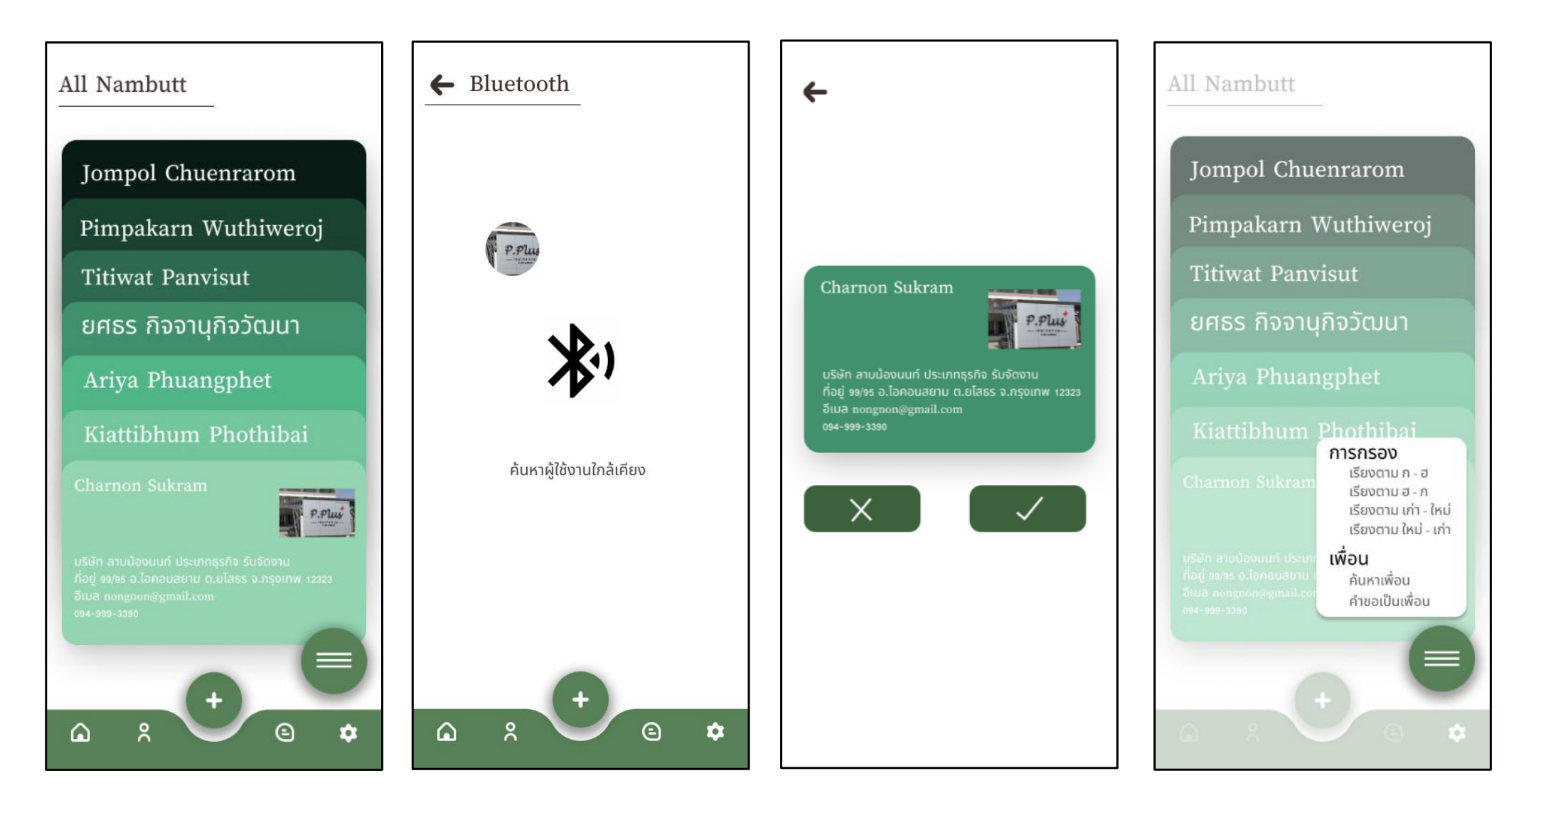 All Nambutt
Jompol Chuenrarom
Pimpakarn Wuthiweroj
Titiwat Panvisut
ยศธร กิจจานุกิจวัฒนา
Ariya Phuangphet
Kiattibhum Phothibai
Charnon Sukram
P.Plus
บริษัท ลาบน้องนนท์ ประเภทธุรกิจ รับจัดงาน
ที่อยู่ 99/95 อ.ไอคอนสยาม ต.ยโสธร จ.กรุงเทพ 12323
อีเมล nongnon@gmail.com
094-999-3390
Bluetooth
P.Plus
ค้นหาผู้ใช้งานใกล้เคียง
Charnon Sukram
P.Plus
บริษัท ลาบน้องนนท์ ประเภทธุรกิจ รับจัดงาน
ที่อยู่ 99/95 อ.ไอคอนสยาม ต.ยโสธร จ.กรุงเทพ 12323
อีเมล nongnon@gmail.com
094-999-3390
All Nambutt
Jompol Chuenrarom
Pimpakarn Wuthiweroj
Titiwat Panvisut
ยศธร กิจจานุกิจวัฒนา
Ariya Phuangphet
Kiattibhum Phothibai
Charnon Sukram
บริษัท ลาบน้องนนท์
ที่อยู่ 99/95 อ.ไอคอนสยาม
อีเมล nongnon@gmail.co
094-999-3390
การกรอง
เรียงตาม ก - ฮ
เรียงตาม ฮ - ก
เรียงตาม เก่า - ใหม่
เรียงตาม ใหม่ - เก่า
เพื่อน
ค้นหาเพื่อน
คำขอเป็นเพื่อน